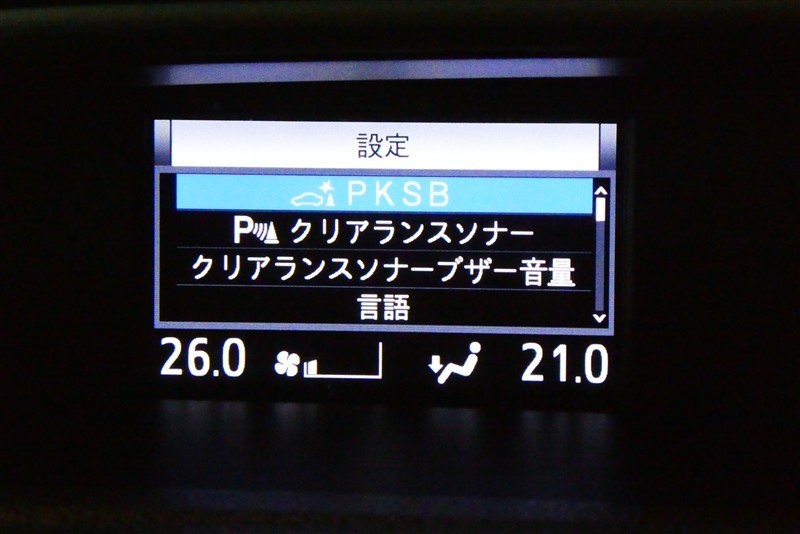 設定
PKSB
P クリアランスソナー
クリアランスソナーブザー音量
言語
26.0 21.0